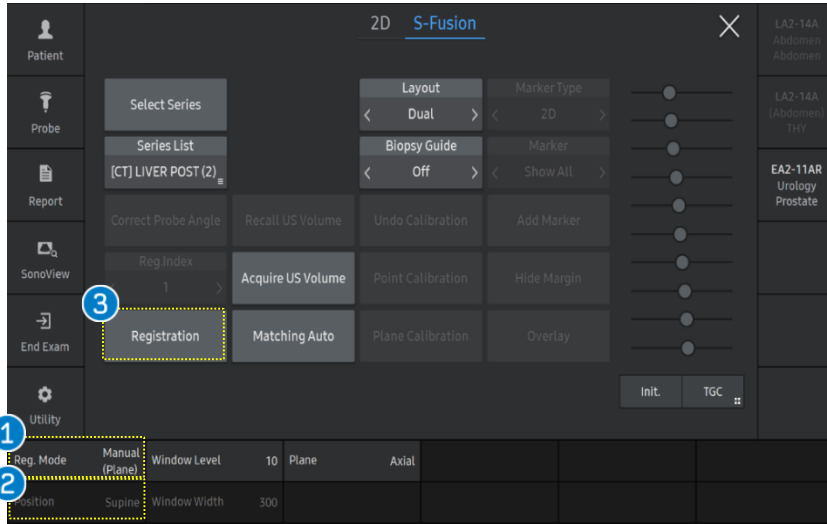 2D S-Fusion
Patient
Probe
Report
SonoView
End Exam
Utility
Select Series
Layout
Dual
Marker Type
2D
Series List
[CT] LIVER POST (2)
Biopsy Guide
Off
Marker
Show All
Correct Probe Angle
Recall US Volume
Undo Calibration
Add Marker
Reg.Index
1
Acquire US Volume
Point Calibration
Hide Margin
3
Registration
Matching Auto
Plane Calibration
Overlay
Init.
TGC
LA2-14A
Abdomen
Abdomen
LA2-14A
(Abdomen)
THY
EA2-11AR
Urology
Prostate
1
Reg. Mode
Manual
(Plane)
Window Level 10
Plane Axial
2
Position Supine
Window Width 300